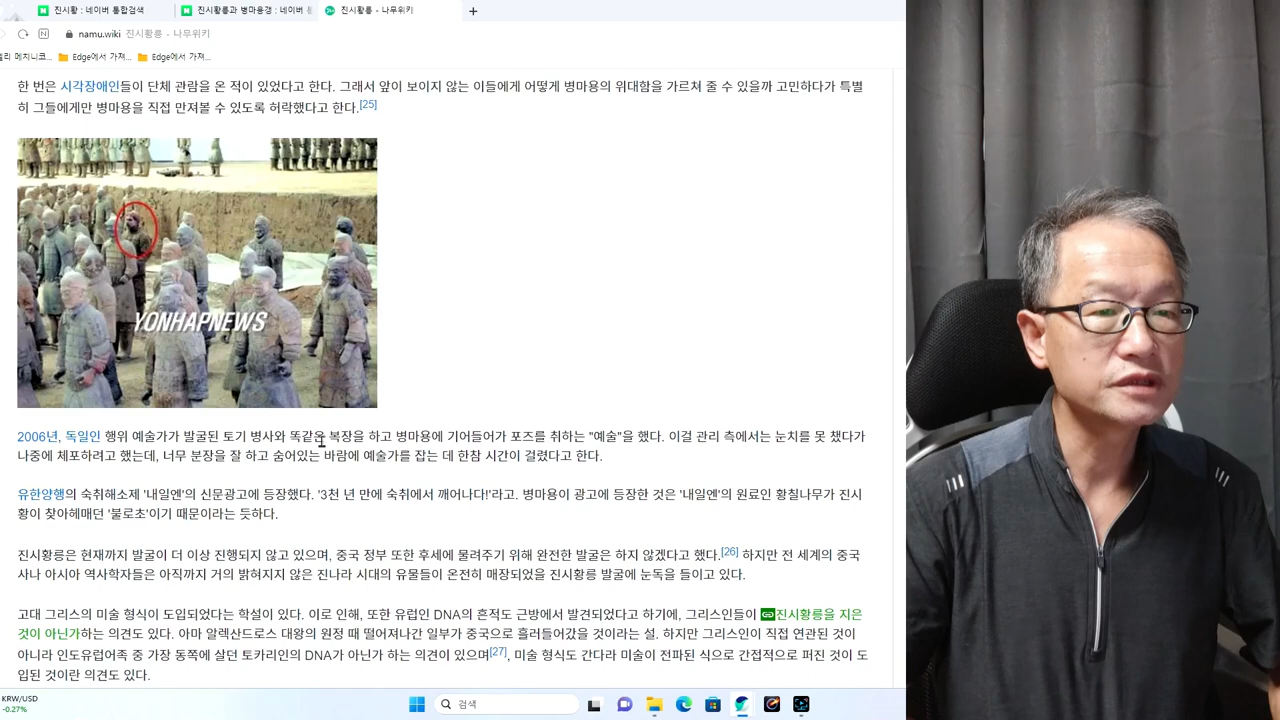 진시황 : 네이버 통합검색
진시황릉과 병마용갱 : 네이버
진시황릉 - 나무위키
namu.wiki 진시황릉 - 나무위키
메치니코... Edge에서 가져... Edge에서 가져...
한 번은 시각장애인들이 단체 관람을 온 적이 있었다고 한다. 그래서 앞이 보이지 않는 이들에게 어떻게 병마용의 위대함을 가르쳐 줄 수 있을까 고민하다가 특별
히 그들에게만 병마용을 직접 만져볼 수 있도록 허락했다고 한다.[25]
YONHAPNEWS
2006년, 독일인 행위 예술가가 발굴된 토기 병사와 똑같은 복장을 하고 병마용에 기어들어가 포즈를 취하는 "예술"을 했다. 이걸 관리 측에서는 눈치를 못 챘다가
나중에 체포하려고 했는데, 너무 분장을 잘 하고 숨어있는 바람에 예술가를 잡는 데 한참 시간이 걸렸다고 한다.
유한양행의 숙취해소제 '내일엔'의 신문광고에 등장했다. '3천 년 만에 숙취에서 깨어나다!'라고. 병마용이 광고에 등장한 것은 '내일엔'의 원료인 황칠나무가 진시
황이 찾아헤매던 '불로초'이기 때문이라는 듯하다.
진시황릉은 현재까지 발굴이 더 이상 진행되지 않고 있으며, 중국 정부 또한 후세에 물려주기 위해 완전한 발굴은 하지 않겠다고 했다.[26] 하지만 전 세계의 중국
사나 아시아 역사학자들은 아직까지 거의 밝혀지지 않은 진나라 시대의 유물들이 온전히 매장되었을 진시황릉 발굴에 눈독을 들이고 있다.
고대 그리스의 미술 형식이 도입되었다는 학설이 있다. 이로 인해, 또한 유럽인 DNA의 흔적도 근방에서 발견되었다고 하기에, 그리스인들이 진시황릉을 지은
것이 아닌가하는 의견도 있다. 아마 알렉산드로스 대왕의 원정 때 떨어져나간 일부가 중국으로 흘러들어갔을 것이라는 설. 하지만 그리스인이 직접 연관된 것이
아니라 인도유럽어족 중 가장 동쪽에 살던 토카리인의 DNA가 아닌가 하는 의견이 있으며[27], 미술 형식도 간다라 미술이 전파된 식으로 간접적으로 퍼진 것이 도
입된 것이란 의견도 있다.
KRW/USD
-0.27%
검색